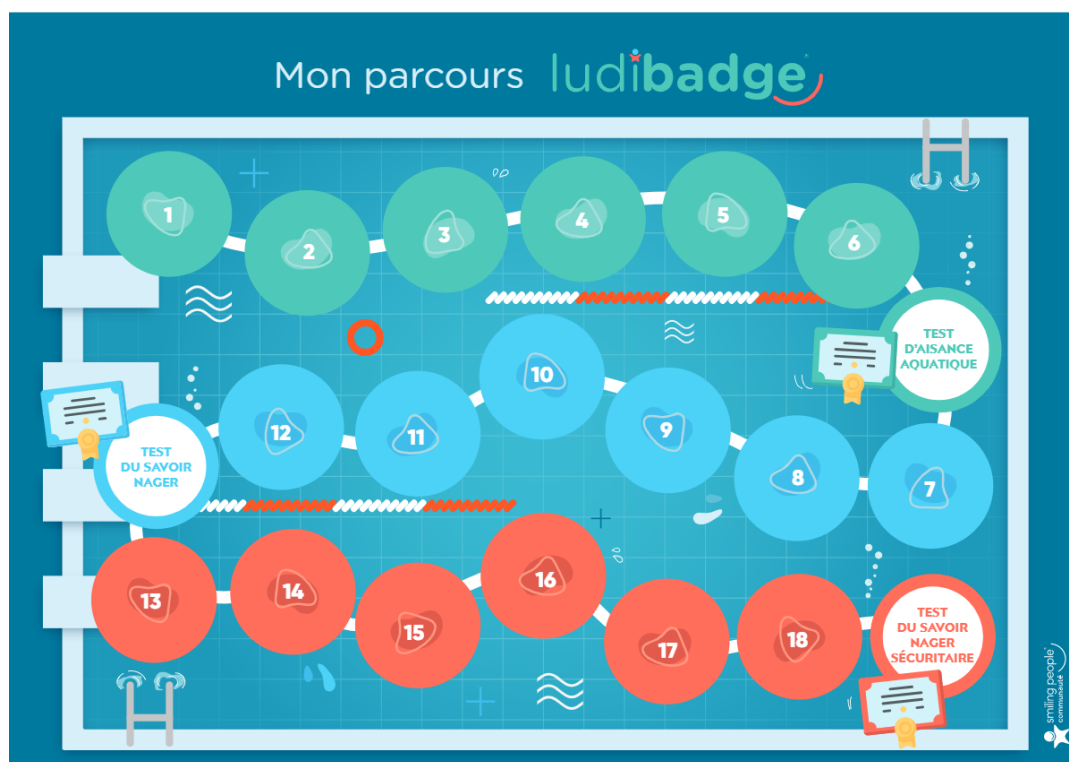 Mon parcours ludibadge
1
2
3
4
5
6
TEST
D'AISANCE
AQUATIQUE
7
8
9
10
11
12
TEST
DU SAVOIR
NAGER
13
14
15
16
17
18
TEST
DU SAVOIR
NAGER
SÉCURITAIRE
smiling people
communauté